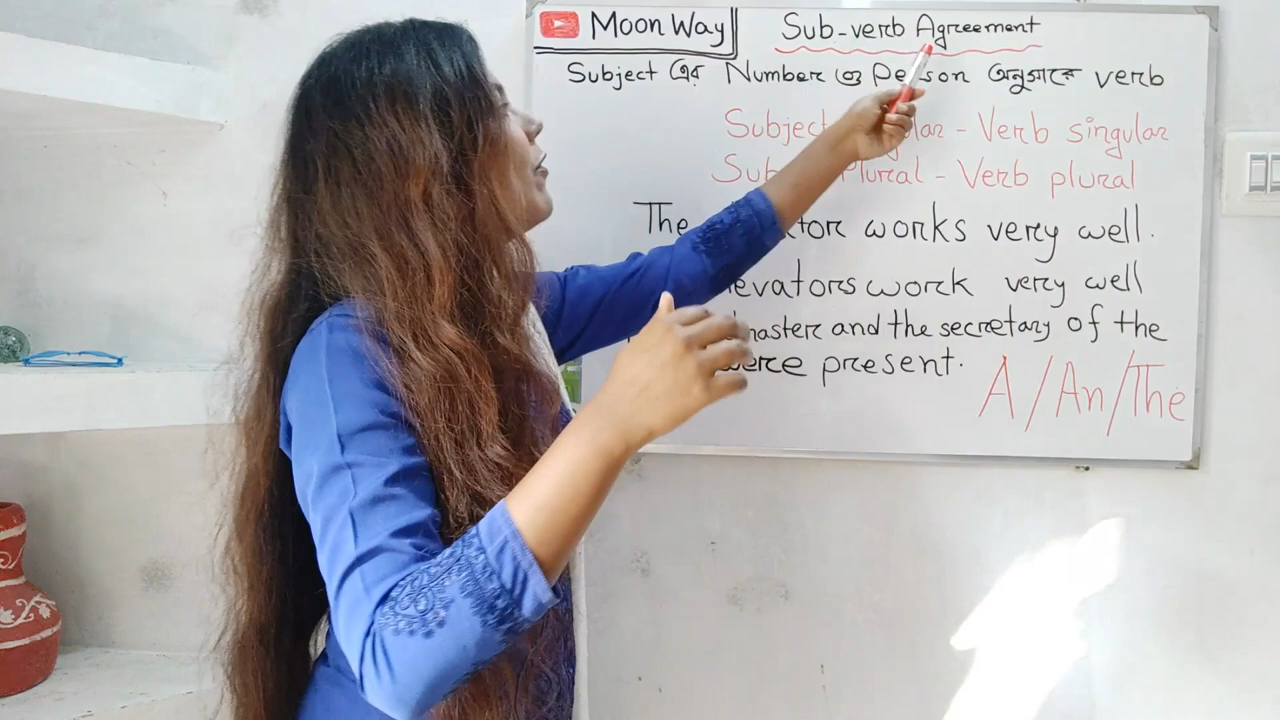 Moon Way
Sub-verb Agreement
Subject এর Number ও Person অনুসারে verb
Subject - Verb singular
Plural - Verb plural
The works very well.
work very well
and the secretary of the
were present.
A/An/The